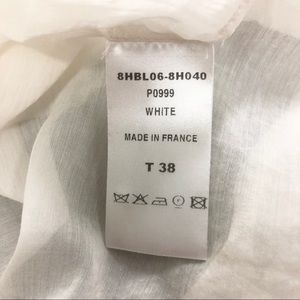 8HBL06-8H040
P0999
WHITE
MADE IN FRANCE
T 38